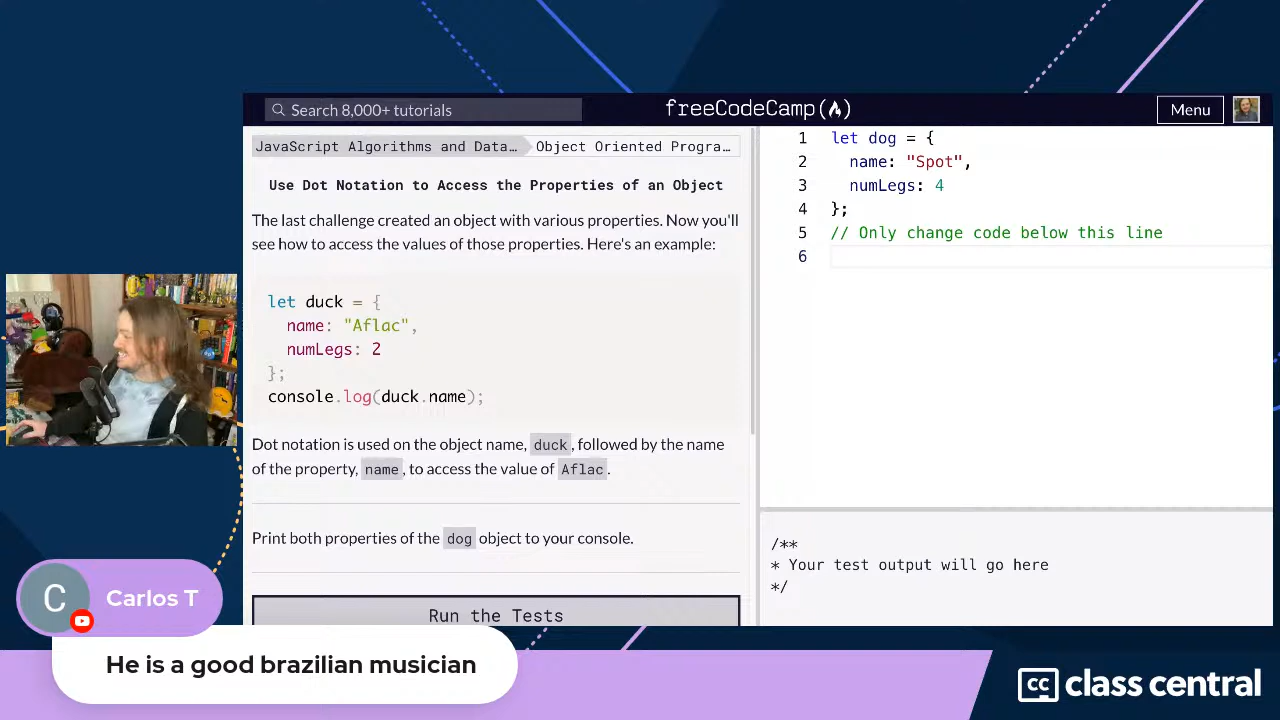 Search 8,000+ tutorials
freeCodeCamp
Menu
JavaScript Algorithms and Data…
Object Oriented Progra…
Use Dot Notation to Access the Properties of an Object
The last challenge created an object with various properties. Now you'll
see how to access the values of those properties. Here's an example:
let duck = {
name: "Aflac",
numLegs: 2
};
console.log(duck.name);
Dot notation is used on the object name, duck, followed by the name
of the property, name, to access the value of Aflac.
Print both properties of the dog object to your console.
Run the Tests
1 let dog = {
2 name: "Spot",
3 numLegs: 4
4 };
5 // Only change code below this line
6
/**
* Your test output will go here
*/
C
Carlos T
He is a good brazilian musician
cc class central